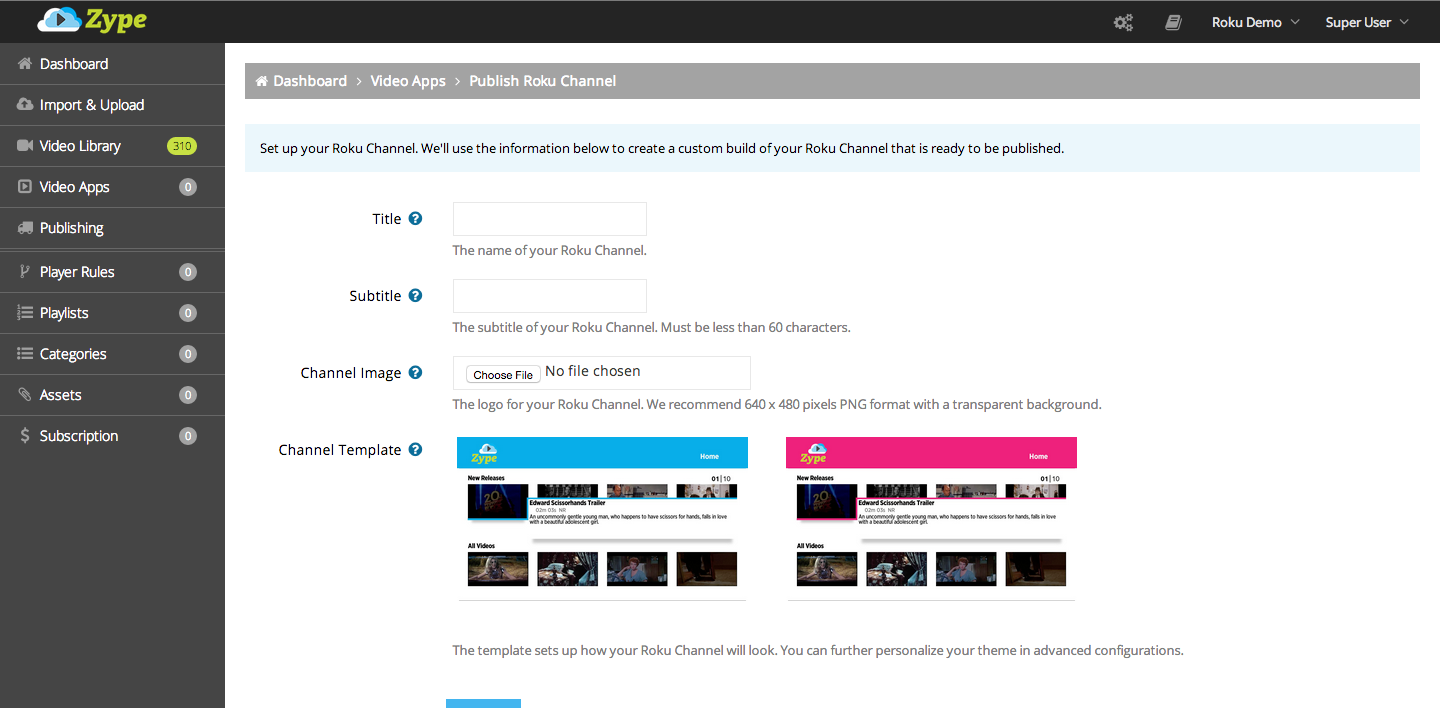 Zype
Roku Demo Super User
Dashboard
Import & Upload
Video Library 310
Video Apps 0
Publishing
Player Rules 0
Playlists 0
Categories 0
Assets 0
$ Subscription 0
Dashboard > Video Apps > Publish Roku Channel
Set up your Roku Channel. We'll use the information below to create a custom build of your Roku Channel that is ready to be published.
Title ?
The name of your Roku Channel.
Subtitle ?
The subtitle of your Roku Channel. Must be less than 60 characters.
Channel Image ? Choose File No file chosen
The logo for your Roku Channel. We recommend 640 x 480 pixels PNG format with a transparent background.
Channel Template ?
Zype Home
New Releases 01|10
20
Edward Scissorhands Trailer
02m 03s NR
An uncommonly gentle young man, who happens to have scissors for hands, falls in love
with a beautiful adolescent girl.
All Videos
Zype Home
New Releases 01|10
20
Edward Scissorhands Trailer
02m 03s NR
An uncommonly gentle young man, who happens to have scissors for hands, falls in love
with a beautiful adolescent girl.
All Videos
The template sets up how your Roku Channel will look. You can further personalize your theme in advanced configurations.